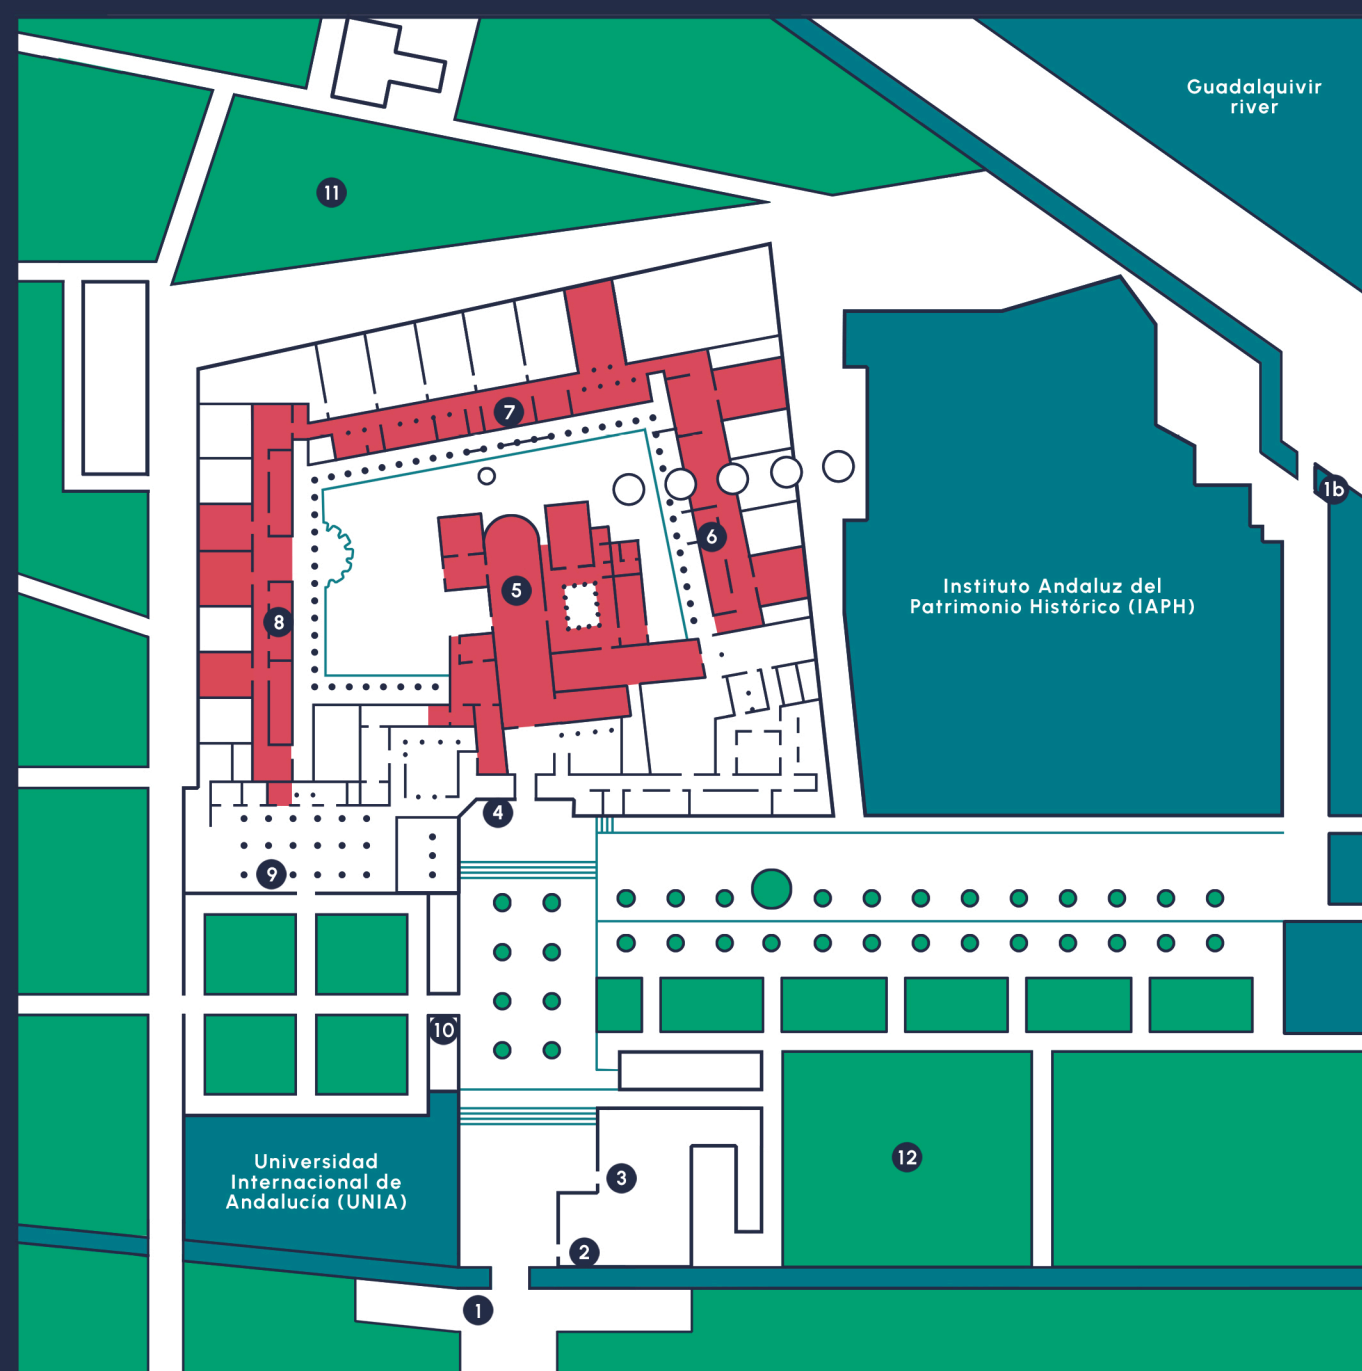 Guadalquivir
river
11
7
1b
6
Instituto Andaluz del
Patrimonio Histórico (IAPH)
5
8
4
9
10
Universidad
Internacional de
Andalucía (UNIA)
12
3
2
1